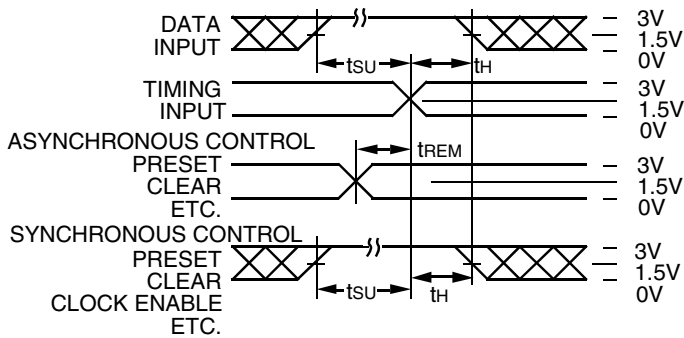 DATA
INPUT
tSU
tH
3V
1.5V
0V
TIMING
INPUT
3V
1.5V
0V
ASYNCHRONOUS CONTROL
PRESET
CLEAR
ETC.
tREM
3V
1.5V
0V
SYNCHRONOUS CONTROL
PRESET
CLEAR
CLOCK ENABLE
ETC.
tSU
tH
3V
1.5V
0V